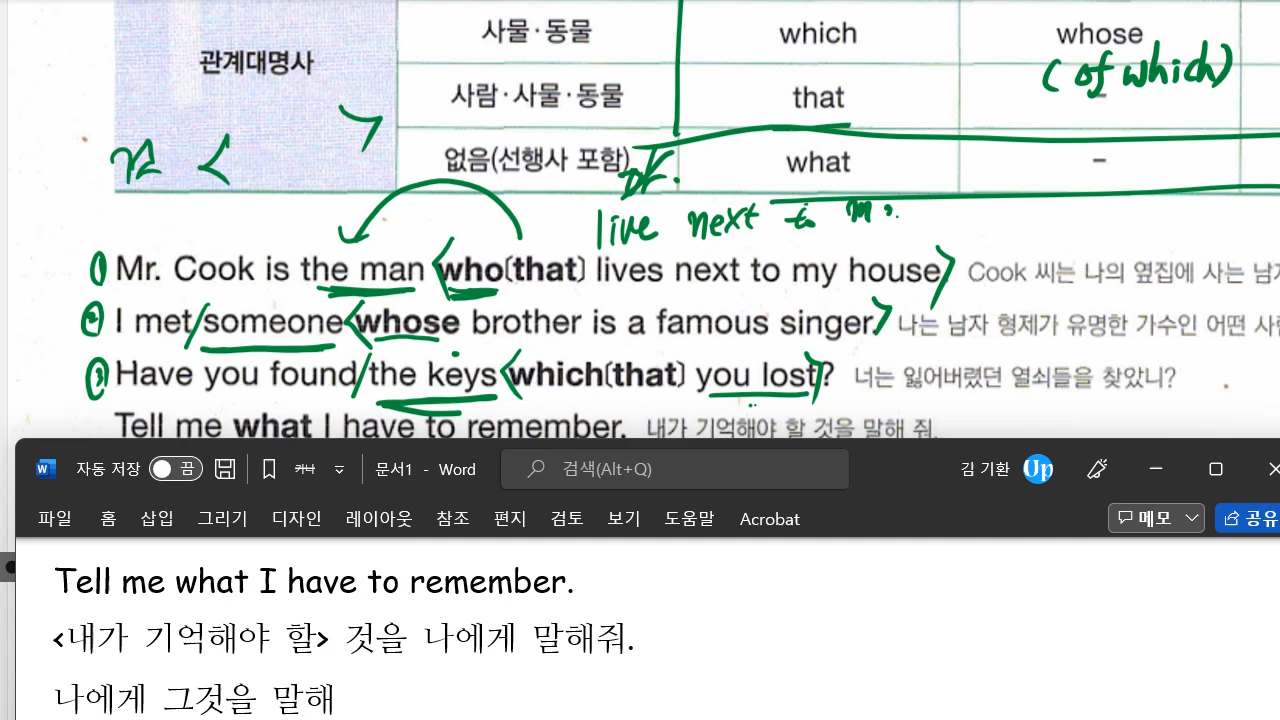 사물·동물 which whose
관계대명사 (of which)
사람·사물·동물 that -
없음(선행사 포함) what -
live next to m
① Mr. Cook is the man <who(that) lives next to my house> Cook 씨는 나의 옆집에 사는 남자
② I met/someone<whose brother is a famous singer.> 나는 남자 형제가 유명한 가수인 어떤
③ Have you found/the keys <which(that) you lost>? 너는 잃어버렸던 열쇠들을 찾았니?
Tell me what I have to remember. 내가 기억해야 할 것을 말해 줘.
자동 저장 끔 가나 문서1 - Word 검색(Alt+Q) 김 기환 Up
파일 홈 삽입 그리기 디자인 레이아웃 참조 편지 검토 보기 도움말 Acrobat 메모 공유
Tell me what I have to remember.
<내가 기억해야 할> 것을 나에게 말해줘.
나에게 그것을 말해